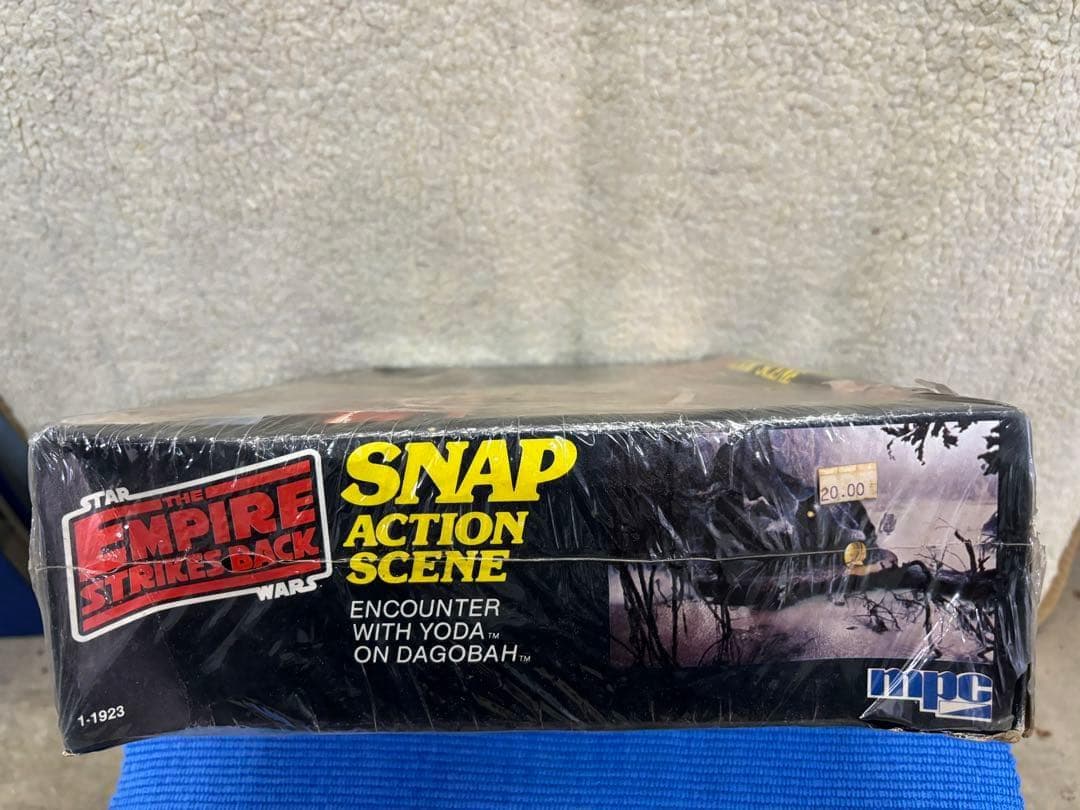 SCENE
STAR
THE
EMPIRE
STRIKES BACK
WARS
SNAP
ACTION
SCENE
ENCOUNTER
WITH YODA™
ON DAGOBAH™
1-1923
20.00
mpc